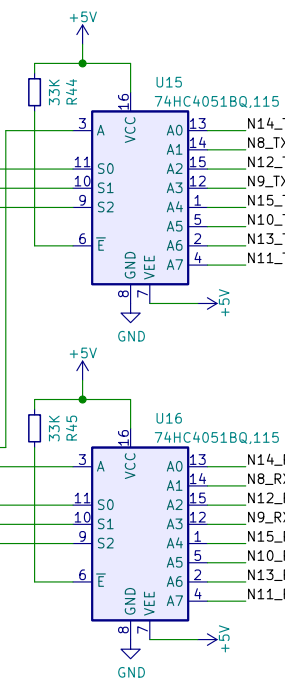 +5V
33K
R44
U15
74HC4051BQ,115
16
VCC
3 A A0 13 N14_T
A1 14 N8_TX
11 S0 A2 15 N12_T
10 S1 A3 12 N9_TX
9 S2 A4 1 N15_T
A5 5 N10_T
6 E A6 2 N13_T
A7 4 N11_T
GND VEE
8 7
+5V
GND
+5V
33K
R45
U16
74HC4051BQ,115
16
VCC
3 A A0 13 N14_R
A1 14 N8_RX
11 S0 A2 15 N12_R
10 S1 A3 12 N9_RX
9 S2 A4 1 N15_R
A5 5 N10_R
6 E A6 2 N13_R
A7 4 N11_R
GND VEE
8 7
+5V
GND